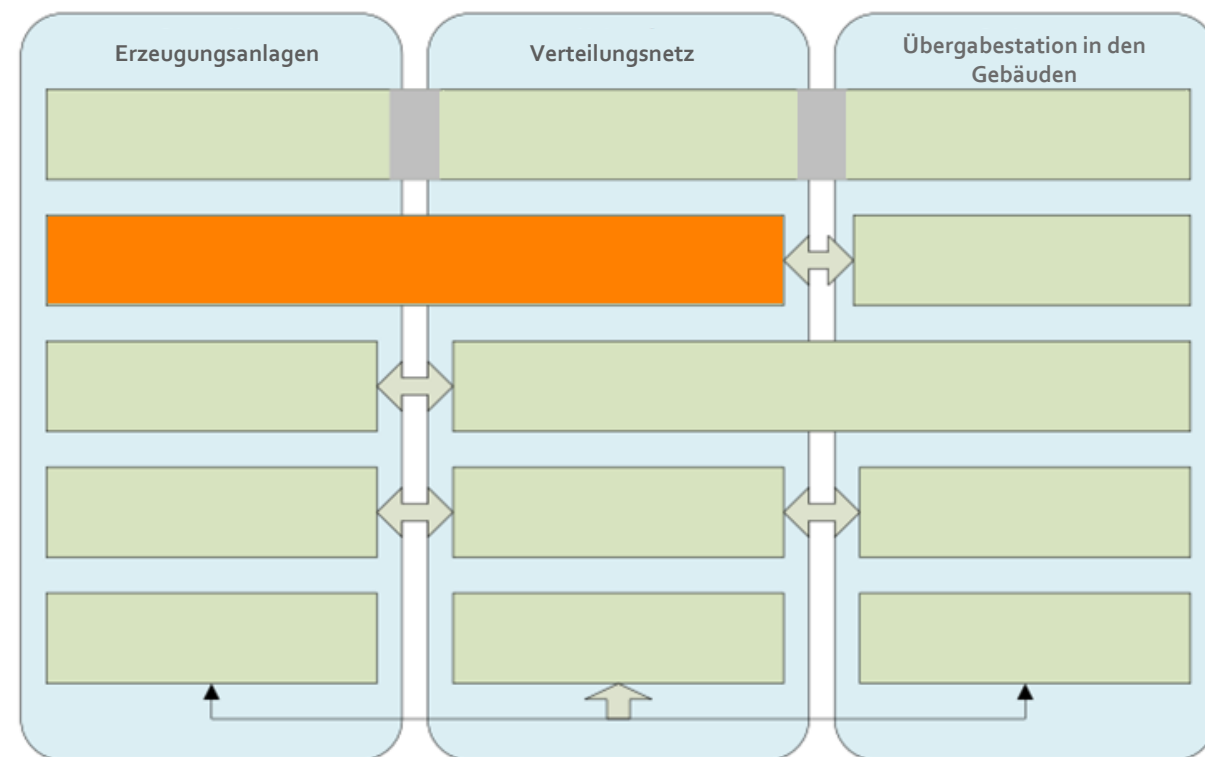 Erzeugungsanlagen
Verteilungsnetz
Übergabestation in den
Gebäuden